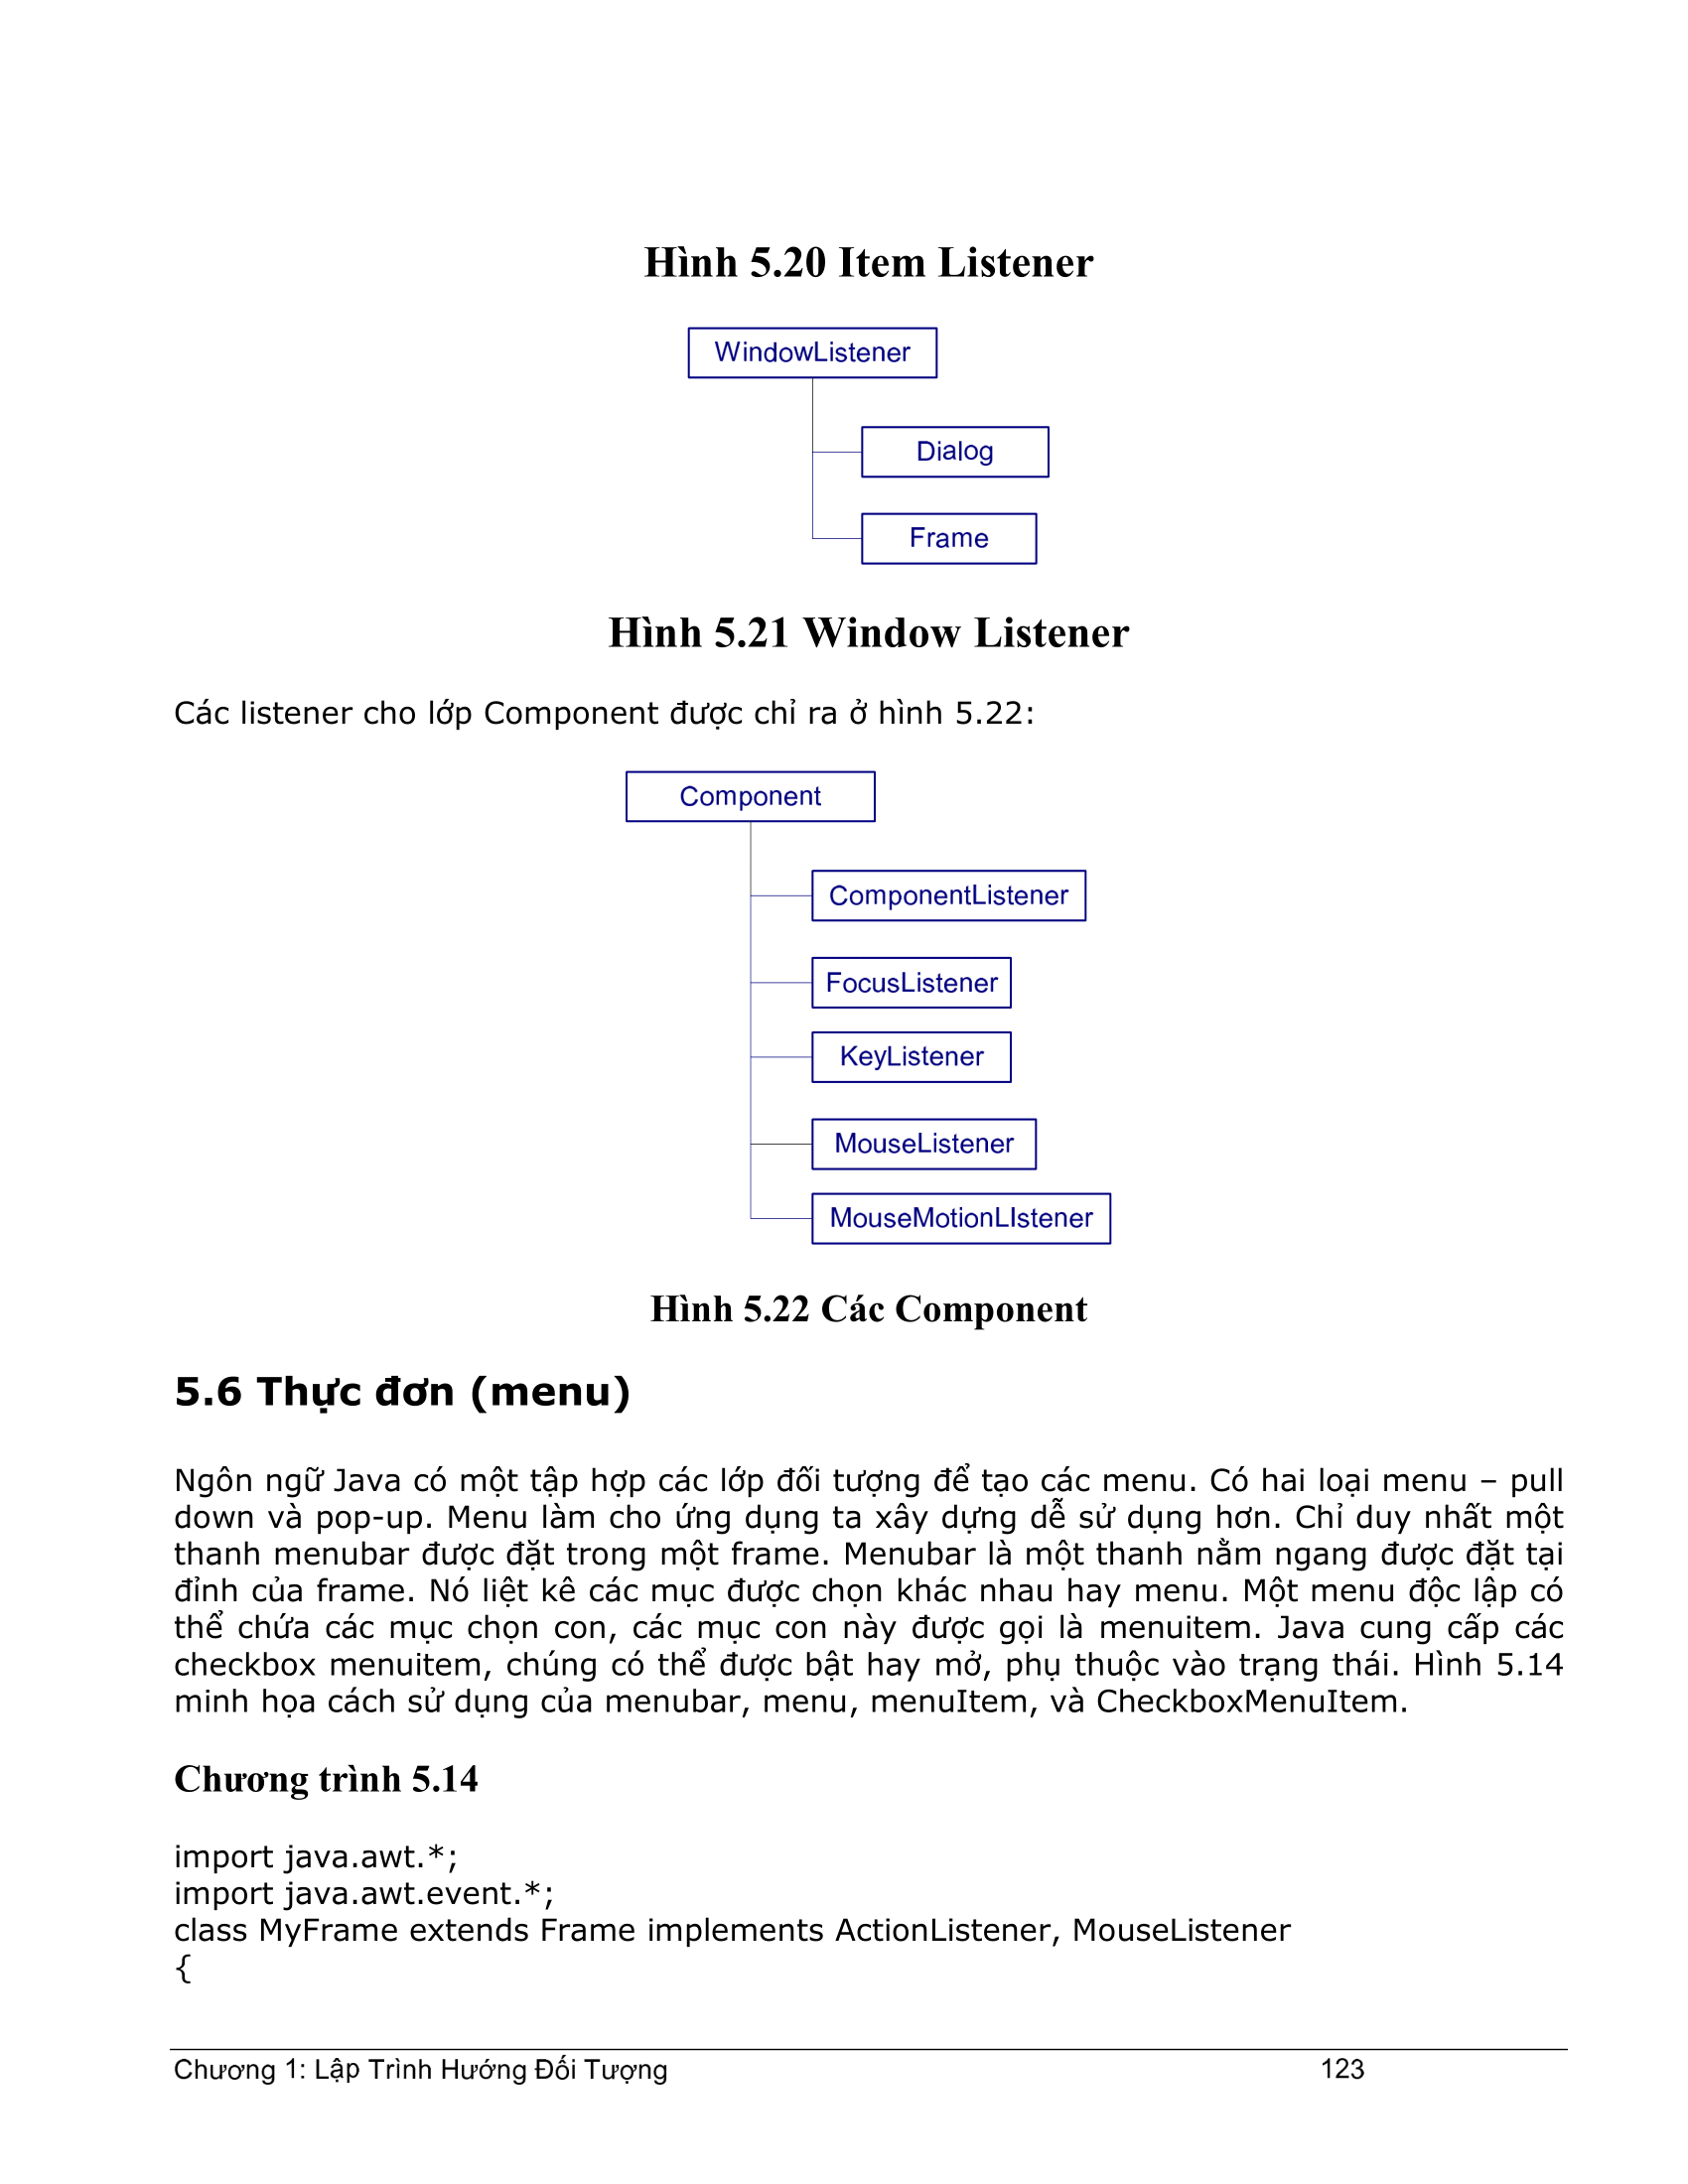 Hình 5.20 Item Listener
WindowListener
Dialog
Frame
Hình 5.21 Window Listener
Các listener cho lớp Component được chỉ ra ở hình 5.22:
Component
ComponentListener
FocusListener
KeyListener
MouseListener
MouseMotionLIstener
Hình 5.22 Các Component
5.6 Thực đơn (menu)
Ngôn ngữ Java có một tập hợp các lớp đối tượng để tạo các menu. Có hai loại menu – pull
down và pop-up. Menu làm cho ứng dụng ta xây dựng dễ sử dụng hơn. Chỉ duy nhất một
thanh menubar được đặt trong một frame. Menubar là một thanh nằm ngang được đặt tại
đỉnh của frame. Nó liệt kê các mục được chọn khác nhau hay menu. Một menu độc lập có
thể chứa các mục chọn con, các mục con này được gọi là menuitem. Java cung cấp các
checkbox menuitem, chúng có thể được bật hay mở, phụ thuộc vào trạng thái. Hình 5.14
minh họa cách sử dụng của menubar, menu, menuItem, và CheckboxMenuItem.
Chương trình 5.14
import java.awt.*;
import java.awt.event.*;
class MyFrame extends Frame implements ActionListener, MouseListener
{
Chương 1: Lập Trình Hướng Đối Tượng 123